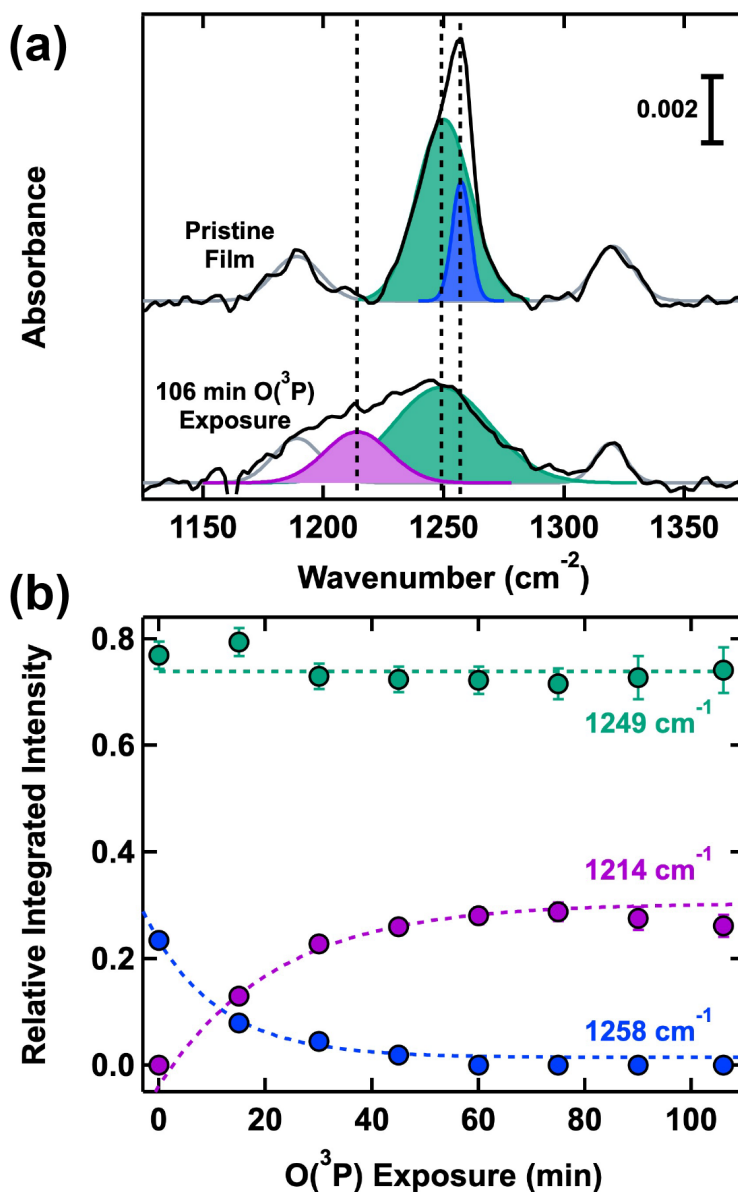 (a)
0.002
Pristine
Film
Absorbance
106 min O(³P)
Exposure
1150 1200 1250 1300 1350
Wavenumber (cm⁻²)
(b)
0.8
0.6
0.4
0.2
0.0
Relative Integrated Intensity
1249 cm⁻¹
1214 cm⁻¹
1258 cm⁻¹
0 20 40 60 80 100
O(³P) Exposure (min)